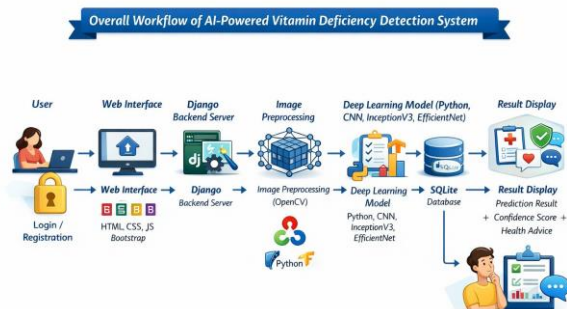 Overall Workflow of AI-Powered Vitamin Deficiency Detection System
User
Web Interface
Django
Backend Server
Image
Preprocessing
Deep Learning Model (Python,
CNN, InceptionV3, EfficientNet)
Result Display
dj
SQLite
Login /
Registration
Web Interface
HTML, CSS, JS
Bootstrap
Django
Backend Server
Image Preprocessing
(OpenCV)
Python
Deep Learning
Model
Python, CNN,
InceptionV3,
EfficientNet
SQLite
Database
Result Display
Prediction Result
+ Confidence Score +
Health Advice